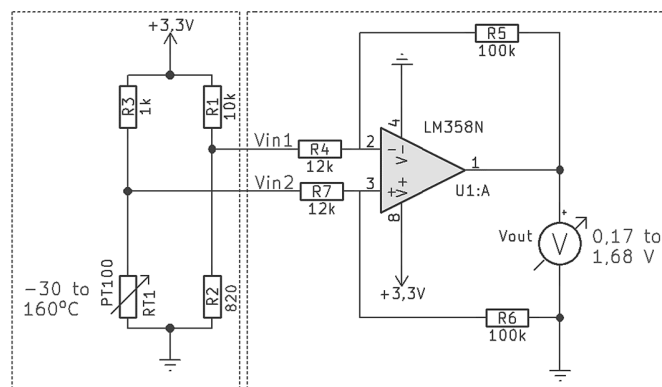 +3,3V
R3
1k
R1
10k
Vin1
R4
12k
Vin2
R7
12k
R5
100k
LM358N
4
2
V-
3
V+
8
1
U1:A
+3,3V
-30 to
160ºC
PT100
RT1
R2
820
Vout
+
V
0,17 to
1,68 V
R6
100k